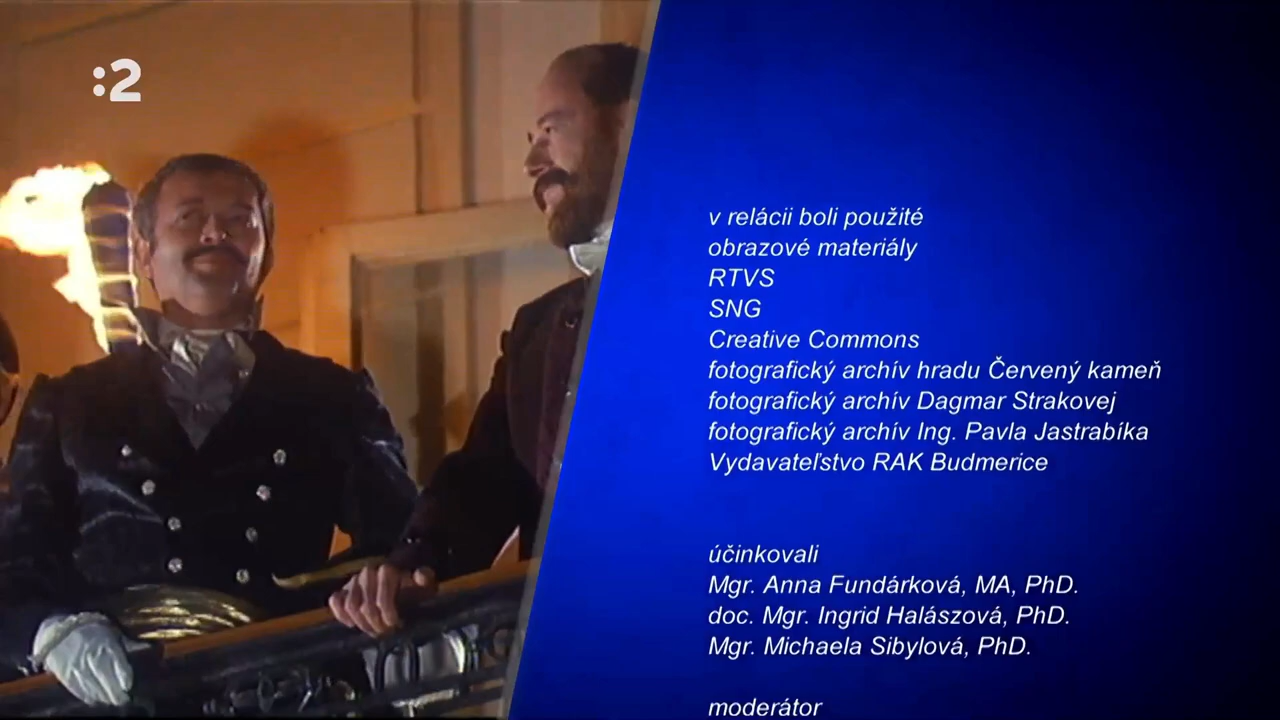 :2
v relácii boli použité
obrazové materiály
RTVS
SNG
Creative Commons
fotografický archív hradu Červený kameň
fotografický archív Dagmar Strakovej
fotografický archív Ing. Pavla Jastrabíka
Vydavateľstvo RAK Budmerice
účinkovali
Mgr. Anna Fundárková, MA, PhD.
doc. Mgr. Ingrid Halászová, PhD.
Mgr. Michaela Sibylová, PhD.
moderátor